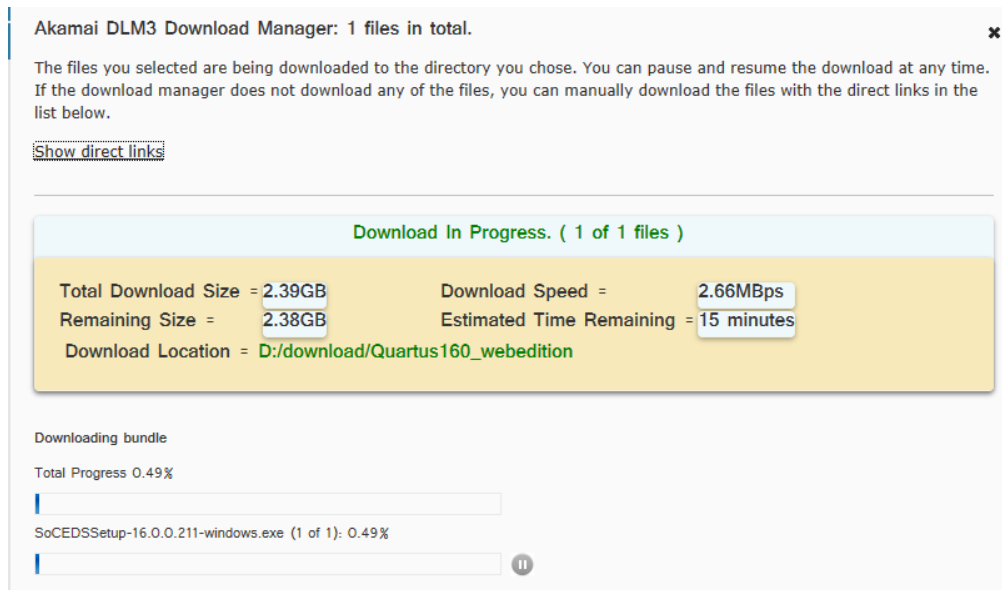 Akamai DLM3 Download Manager: 1 files in total.
The files you selected are being downloaded to the directory you chose. You can pause and resume the download at any time.
If the download manager does not download any of the files, you can manually download the files with the direct links in the
list below.
Show direct links
Download In Progress. ( 1 of 1 files )
Total Download Size = 2.39GB Download Speed = 2.66MBps
Remaining Size = 2.38GB Estimated Time Remaining = 15 minutes
Download Location = D:/download/Quartus160_webedition
Downloading bundle
Total Progress 0.49%
SoCEDSSetup-16.0.0.211-windows.exe (1 of 1): 0.49%